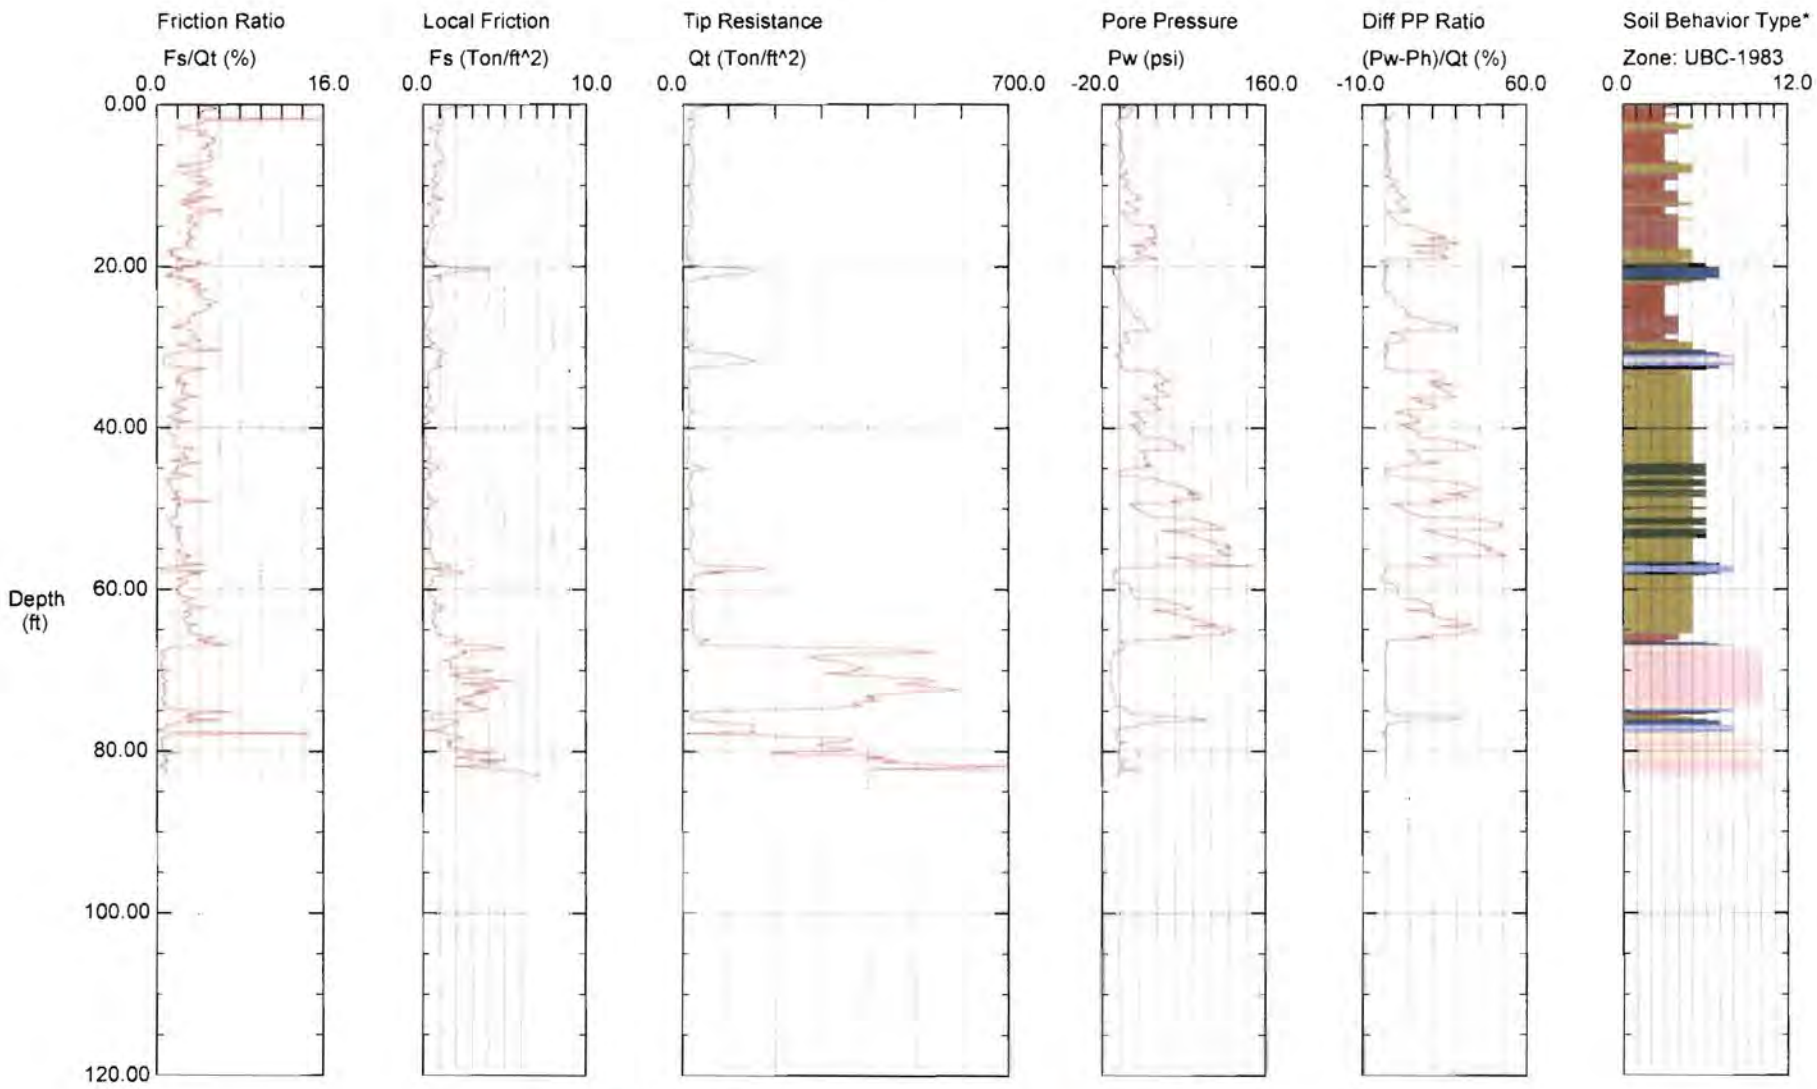 Friction Ratio
Fs/Qt (%)
0.0 16.0
Local Friction
Fs (Ton/ft^2)
0.0 10.0
Tip Resistance
Qt (Ton/ft^2)
0.0 700.0
Pore Pressure
Pw (psi)
-20.0 160.0
Diff PP Ratio
(Pw-Ph)/Qt (%)
-10.0 60.0
Soil Behavior Type*
Zone: UBC-1983
0.0 12.0
0.00
20.00
40.00
60.00
80.00
100.00
120.00
Depth
(ft)